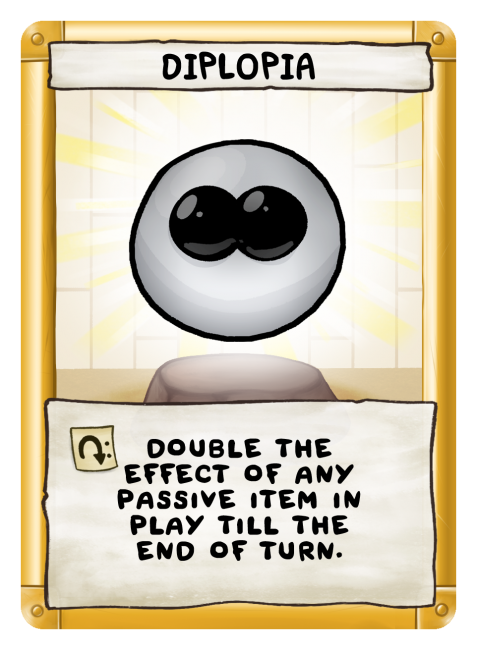 DIPLOPIA
DOUBLE THE
EFFECT OF ANY
PASSIVE ITEM IN
PLAY TILL THE
END OF TURN.